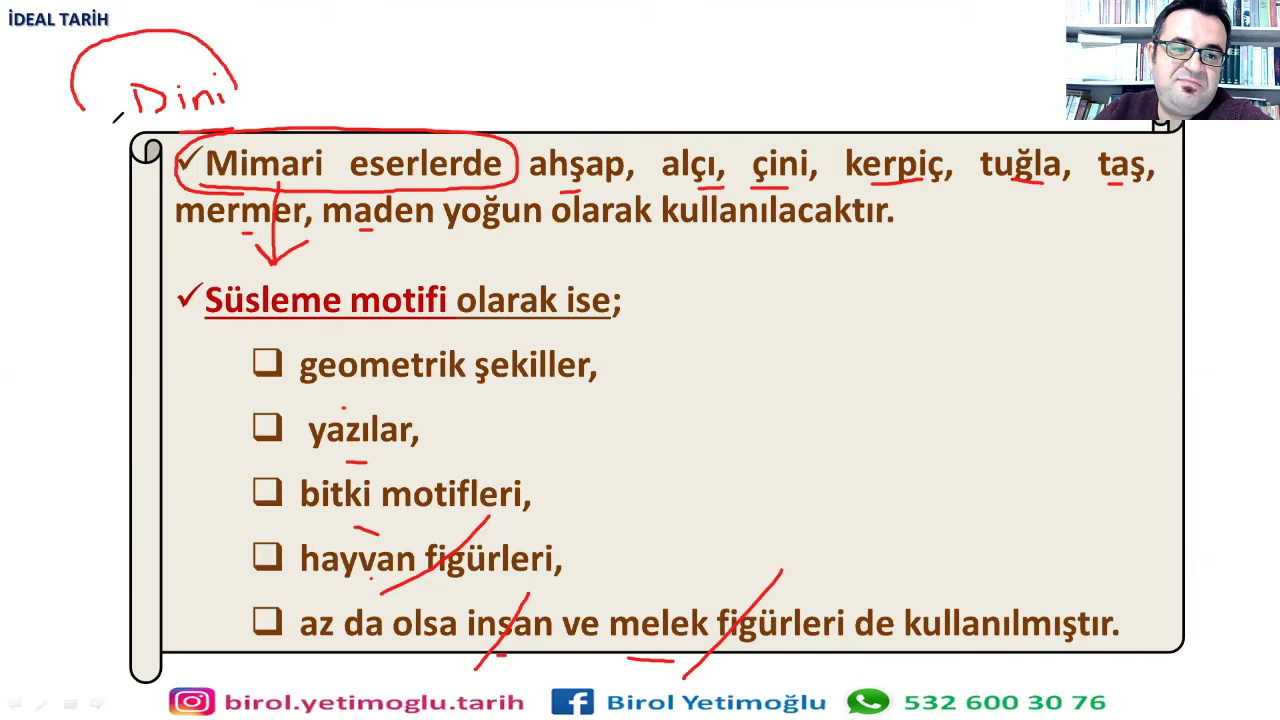 İDEAL TARİH
Dini
✓Mimari eserlerde ahşap, alçı, çini, kerpiç, tuğla, taş,
mermer, maden yoğun olarak kullanılacaktır.
✓Süsleme motifi olarak ise;
❑ geometrik şekiller,
❑ yazılar,
❑ bitki motifleri,
❑ hayvan figürleri,
❑ az da olsa insan ve melek figürleri de kullanılmıştır.
birol.yetimoglu.tarih Birol Yetimoğlu 532 600 30 76